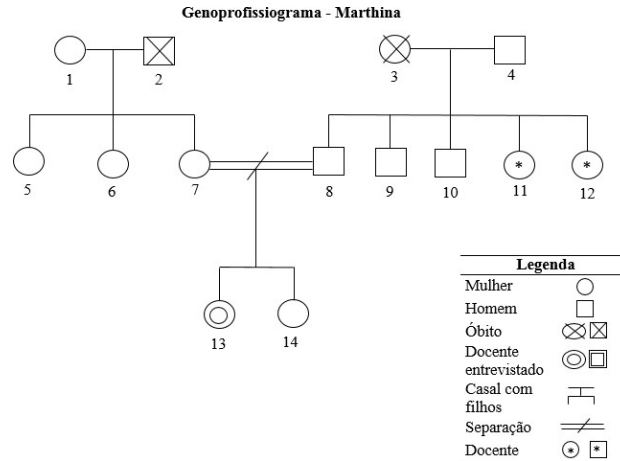 Genoprofissiograma - Marthina
1 2 3 4
* *
5 6 7 8 9 10 11 12
13 14
Legenda
Mulher
Homem
Óbito
Docente
entrevistado
Casal com
filhos
Separação
Docente * *